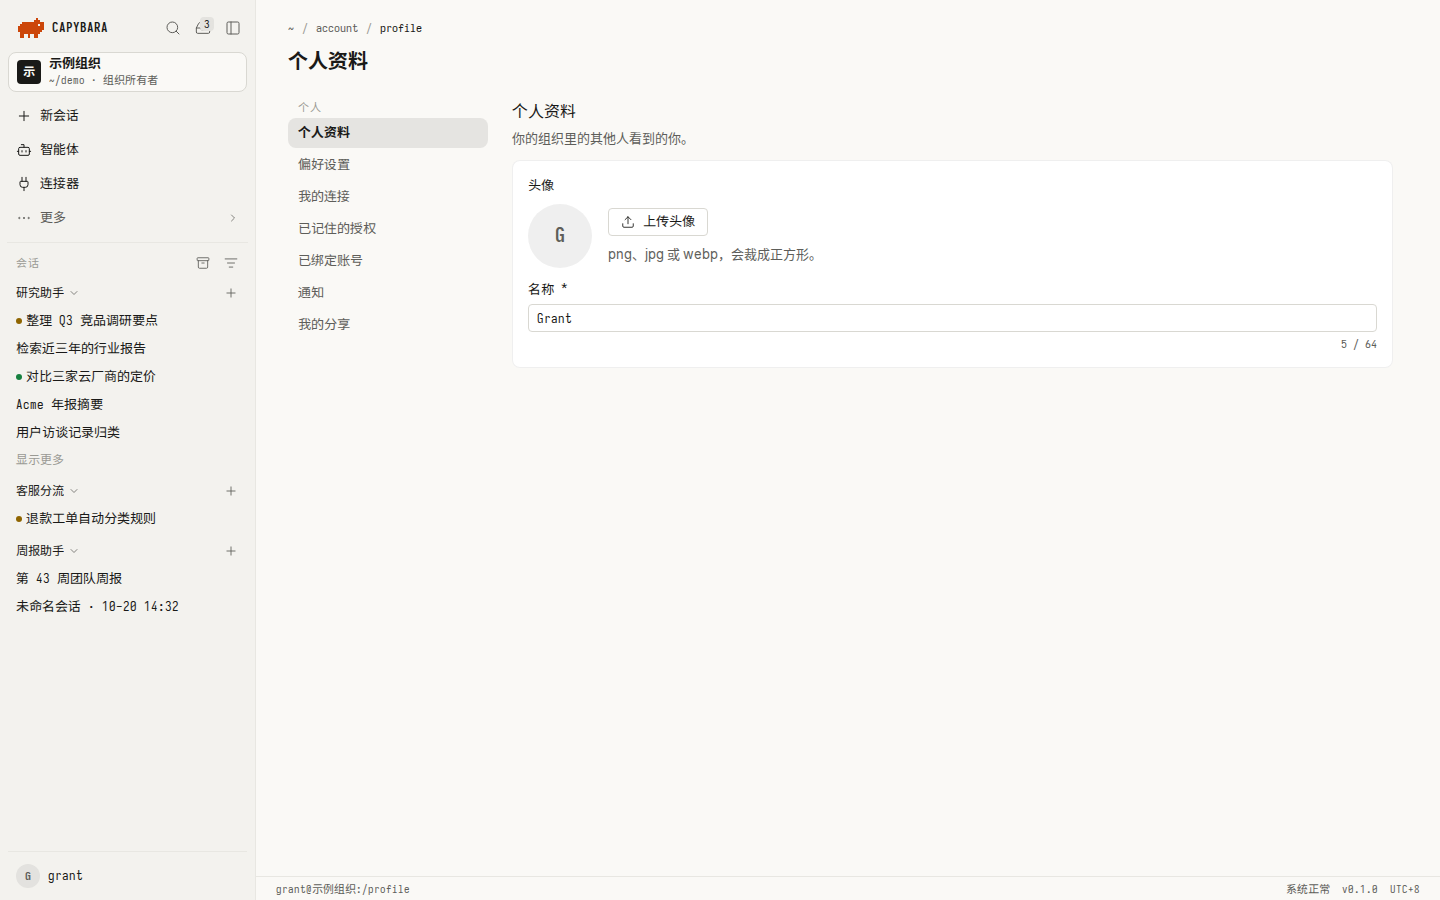 CAPYBARA
3
示
示例组织
~/demo · 组织所有者
新会话
智能体
连接器
更多
会话
研究助手
整理 Q3 竞品调研要点
检索近三年的行业报告
对比三家云厂商的定价
Acme 年报摘要
用户访谈记录归类
显示更多
客服分流
退款工单自动分类规则
周报助手
第 43 周团队周报
未命名会话 · 10-20 14:32
G
grant
~ / account / profile
个人资料
个人
个人资料
偏好设置
我的连接
已记住的授权
已绑定账号
通知
我的分享
个人资料
你的组织里的其他人看到的你。
头像
G
上传头像
png、jpg 或 webp，会裁成正方形。
名称 *
Grant
5 / 64
grant@示例组织:/profile
系统正常 v0.1.0 UTC+8